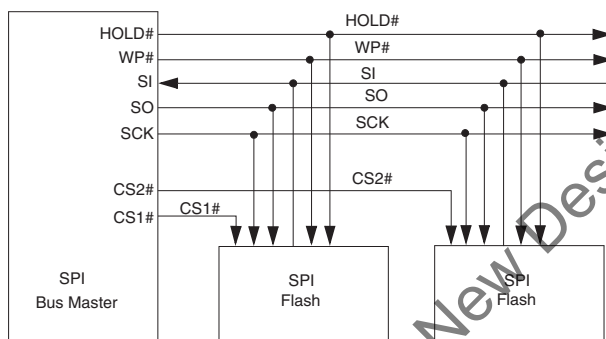 HOLD#
HOLD#
WP#
WP#
SI
SI
SO
SO
SCK
SCK
CS2#
CS2#
CS1#
CS1#
SPI
Bus Master
SPI
Flash
SPI
Flash
New Desi